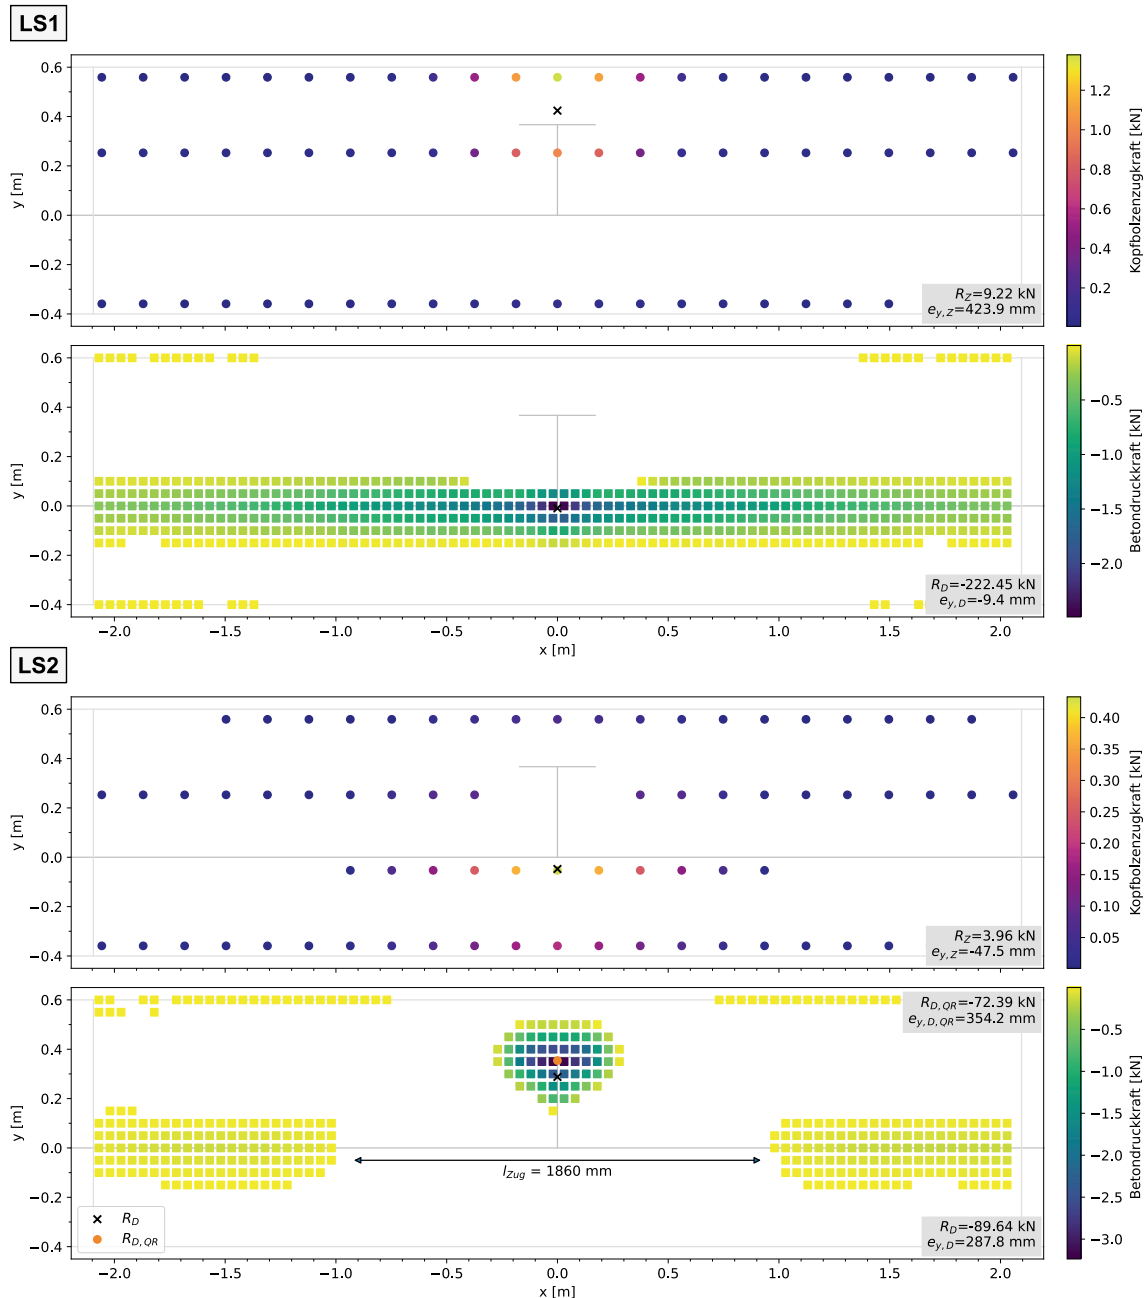 LS1
0.6
0.4
0.2
0.0
−0.2
−0.4
y [m]
R_Z=9.22 kN
e_{y,Z}=423.9 mm
1.2
1.0
0.8
0.6
0.4
0.2
Kopfbolzenzugkraft [kN]
0.6
0.4
0.2
0.0
−0.2
−0.4
y [m]
R_D=-222.45 kN
e_{y,D}=-9.4 mm
−2.0 −1.5 −1.0 −0.5 0.0 0.5 1.0 1.5 2.0
x [m]
−0.5
−1.0
−1.5
−2.0
Betondruckkraft [kN]
LS2
0.6
0.4
0.2
0.0
−0.2
−0.4
y [m]
R_Z=3.96 kN
e_{y,Z}=-47.5 mm
0.40
0.35
0.30
0.25
0.20
0.15
0.10
0.05
Kopfbolzenzugkraft [kN]
0.6
0.4
0.2
0.0
−0.2
−0.4
y [m]
R_{D,QR}=-72.39 kN
e_{y,D,QR}=354.2 mm
l_{Zug} = 1860 mm
R_D
R_{D,QR}
R_D=-89.64 kN
e_{y,D}=287.8 mm
−2.0 −1.5 −1.0 −0.5 0.0 0.5 1.0 1.5 2.0
x [m]
−0.5
−1.0
−1.5
−2.0
−2.5
−3.0
Betondruckkraft [kN]